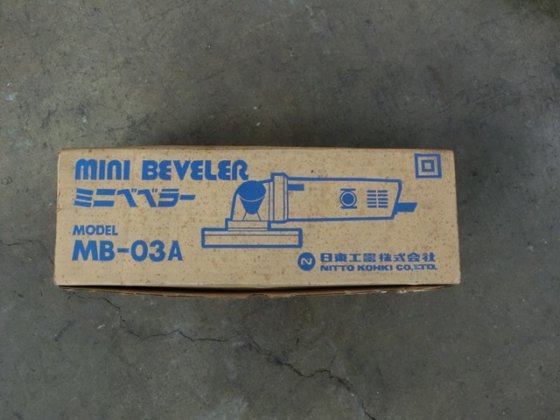 MINI BEVELER
ミニベベラー
MODEL
MB-03A
日東工器株式会社
NITTO KOHKI CO., LTD.